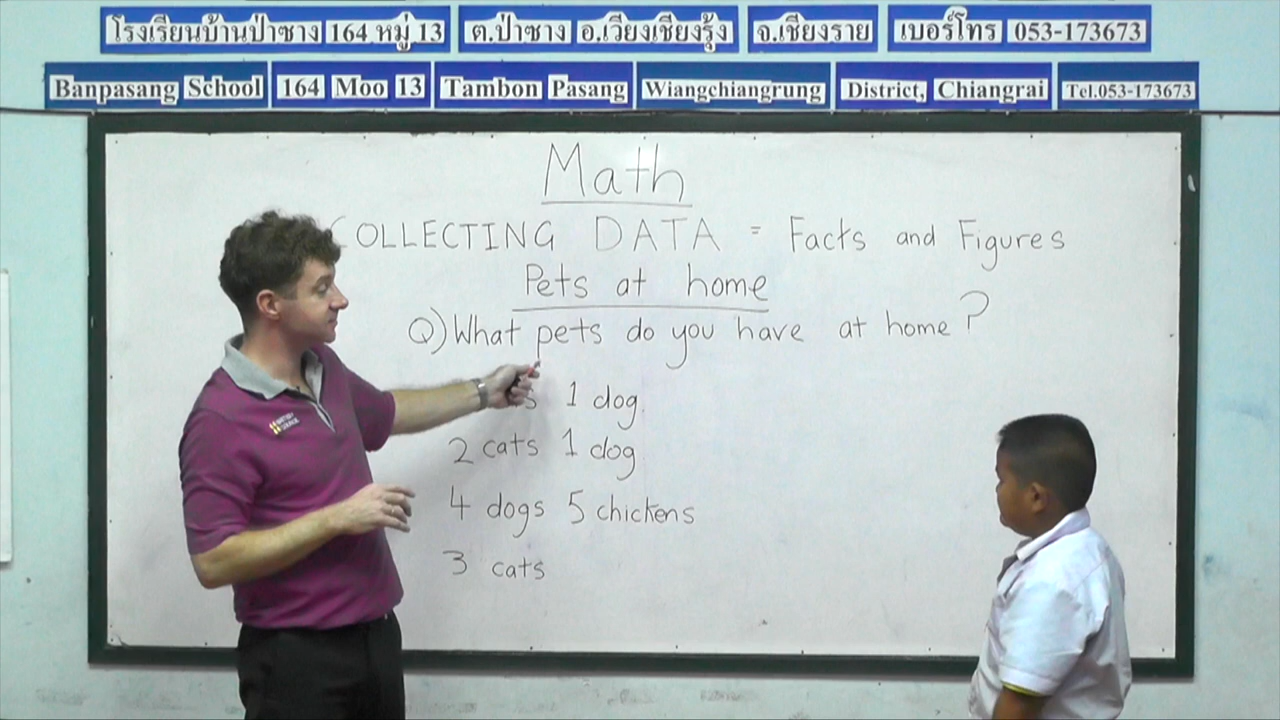 โรงเรียนบ้านป่าซาง 164 หมู่ 13 ต.ป่าซาง อ.เวียงเชียงรุ้ง จ.เชียงราย เบอร์โทร 053-173673
Banpasang School 164 Moo 13 Tambon Pasang Wiangchiangrung District, Chiangrai Tel.053-173673
Math
COLLECTING DATA = Facts and Figures
Pets at home
Q) What pets do you have at home?
1 dog.
2 cats 1 dog
4 dogs 5 chickens
3 cats